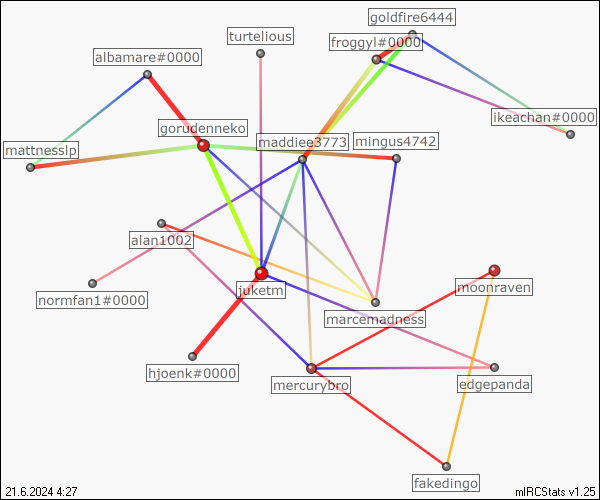 goldfire6444
turtelious
froggyl#0000
albamare#0000
ikeachan#0000
gorudenneko
maddiee3773
mingus4742
mattnesslp
alan1002
moonraven
juketm
normfan1#0000
marcemadness
hjoenk#0000
mercurybro
edgepanda
fakedingo
21.6.2024 4:27
mIRCStats v1.25